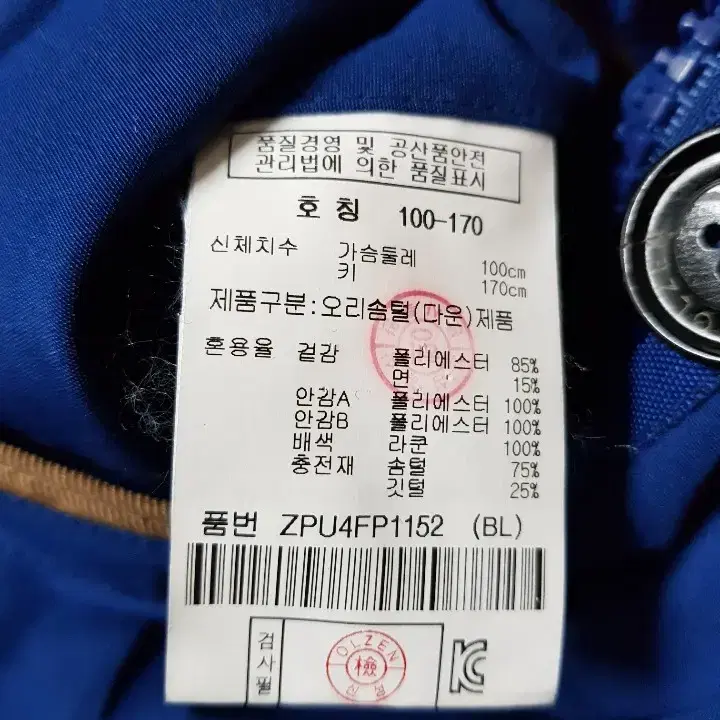 품질경영 및 공산품안전
관리법에 의한 품질표시
호 칭 100-170
신체치수 가슴둘레 100cm
키 170cm
제품구분:오리솜털(다운)제품
혼용율 겉감 폴리에스터 85%
면 15%
안감A 폴리에스터 100%
안감B 폴리에스터 100%
배색 라쿤 100%
충전재 솜털 75%
깃털 25%
품번 ZPU4FP1152 (BL)
검사필
OLZEN
檢
신성